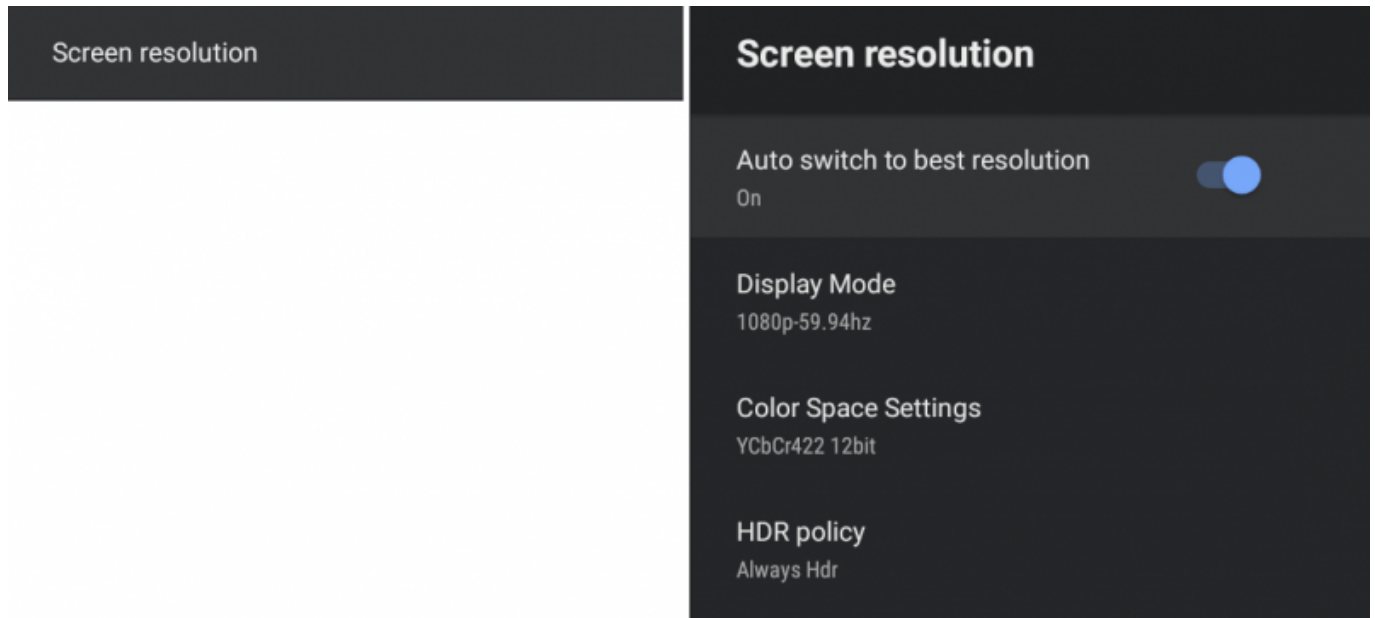 Screen resolution
Screen resolution
Auto switch to best resolution
On
Display Mode
1080p-59.94hz
Color Space Settings
YCbCr422 12bit
HDR policy
Always Hdr